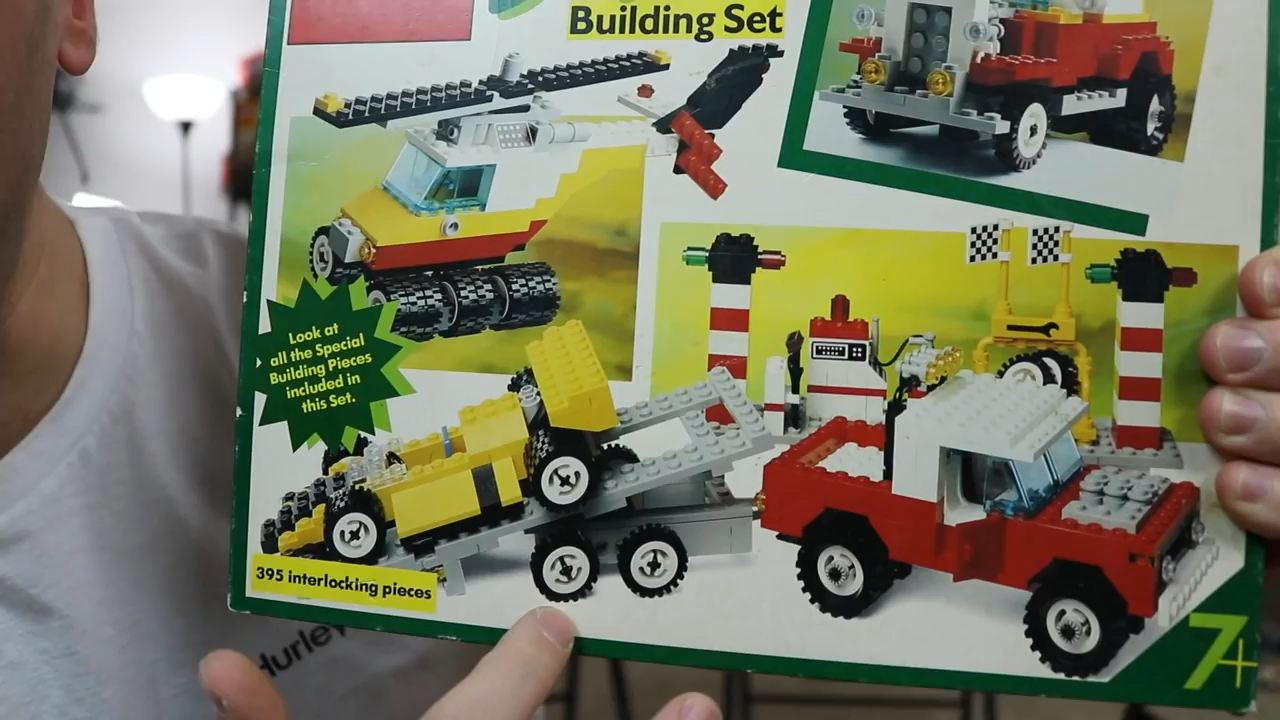 Building Set
Look at
all the Special
Building Pieces
included in
this Set.
395 interlocking pieces
7+
Hurley